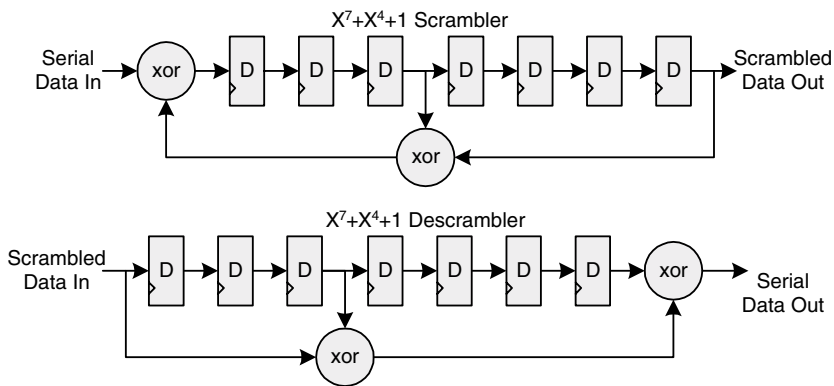 X⁷+X⁴+1 Scrambler
Serial
Data In
xor
D D D D D D D
Scrambled
Data Out
xor
X⁷+X⁴+1 Descrambler
Scrambled
Data In
D D D D D D D
xor
Serial
Data Out
xor